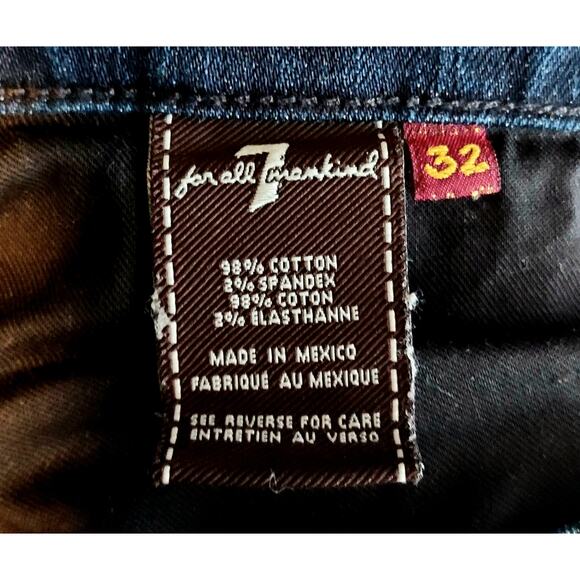 7
for all mankind
32
98% COTTON
2% SPANDEX
98% COTON
2% ÉLASTHANNE
MADE IN MEXICO
FABRIQUÉ AU MEXIQUE
SEE REVERSE FOR CARE
ENTRETIEN AU VERSO